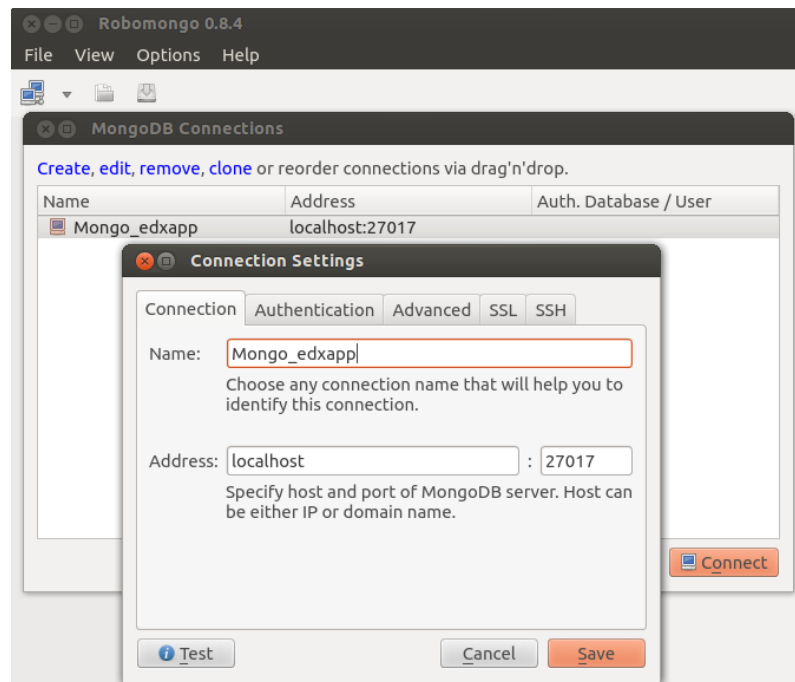 Robomongo 0.8.4
File View Options Help
MongoDB Connections
Create, edit, remove, clone or reorder connections via drag'n'drop.
Name Address Auth. Database / User
Mongo_edxapp localhost:27017
Connection Settings
Connection Authentication Advanced SSL SSH
Name: Mongo_edxapp
Choose any connection name that will help you to
identify this connection.
Address: localhost : 27017
Specify host and port of MongoDB server. Host can
be either IP or domain name.
Connect
Test Cancel Save